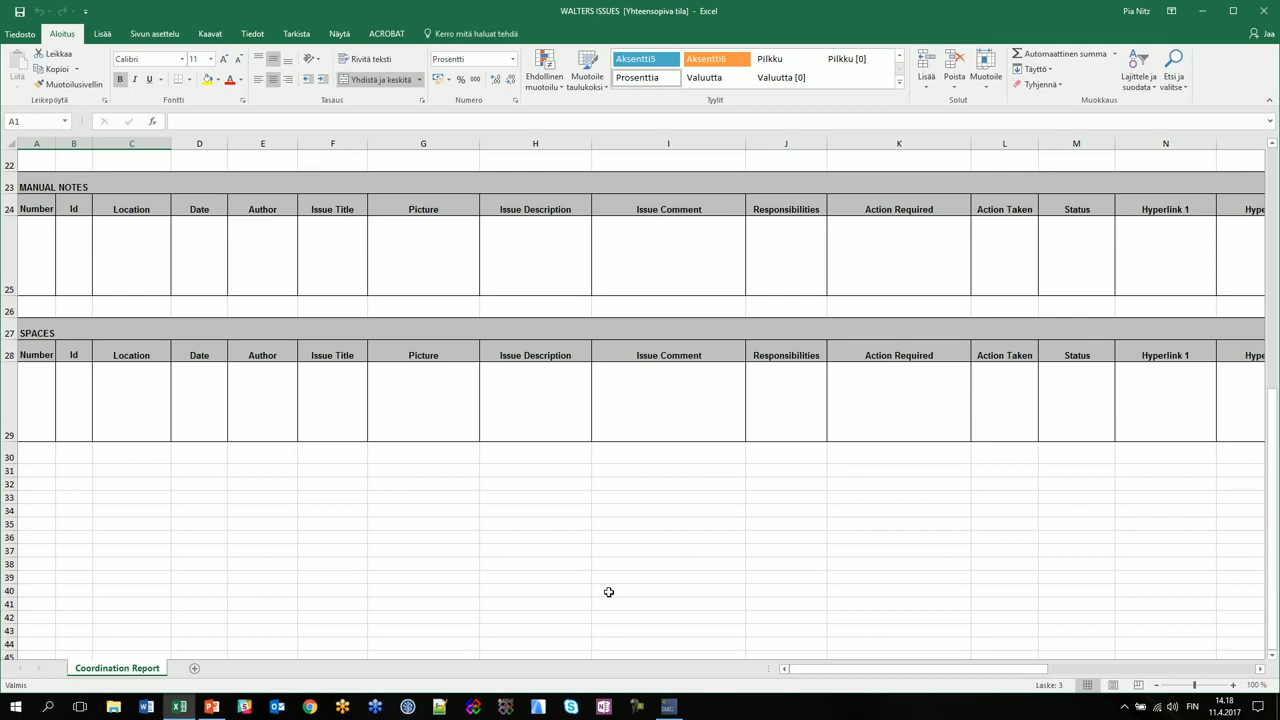 WALTERS ISSUES [Yhteensopiva tila] - Excel
Pia Nitz
Tiedosto Aloitus Lisää Sivun asettelu Kaavat Tiedot Tarkista Näytä ACROBAT Kerro mitä haluat tehdä Jaa
Liitä
Leikkaa
Kopioi
Muotoilusivellin
Leikepöytä
Calibri 11
B I U
Fontti
Rivitä teksti
Yhdistä ja keskitä
Tasaus
Prosentti
% 000
Numero
Ehdollinen muotoilu
Muotoile taulukoksi
Aksentti5 Aksentti6 Pilkku Pilkku [0]
Prosenttia Valuutta Valuutta [0]
Tyylit
Lisää Poista Muotoile
Solut
Automaattinen summa
Täyttö
Tyhjennä
Lajittele ja suodata
Etsi ja valitse
Muokkaus
A1 fx
A B C D E F G H I J K L M N
22
23 MANUAL NOTES
24 Number Id Location Date Author Issue Title Picture Issue Description Issue Comment Responsibilities Action Required Action Taken Status Hyperlink 1 Hype
25
26
27 SPACES
28 Number Id Location Date Author Issue Title Picture Issue Description Issue Comment Responsibilities Action Required Action Taken Status Hyperlink 1 Hype
29
30
31
32
33
34
35
36
37
38
39
40
41
42
43
44
45
Coordination Report
Valmis
Laske: 3
100 %
FIN
14.18
11.4.2017